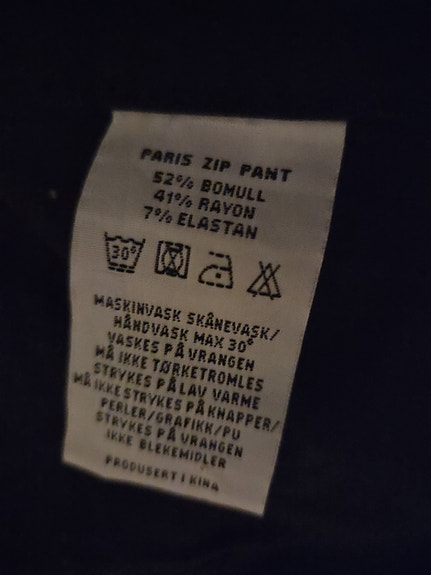 PARIS ZIP PANT
52% BOMULL
41% RAYON
7% ELASTAN
30°
MASKINVASK SKÅNEVASK/
HÅNDVASK MAX 30°
VASKES PÅ VRANGEN
MÅ IKKE TØRKETROMLES
STRYKES PÅ LAV VARME
MÅ IKKE STRYKES PÅ KNAPPER/
PERLER/GRAFIKK/PU
STRYKES PÅ VRANGEN
IKKE BLEKEMIDLER
PRODUSERT I KINA